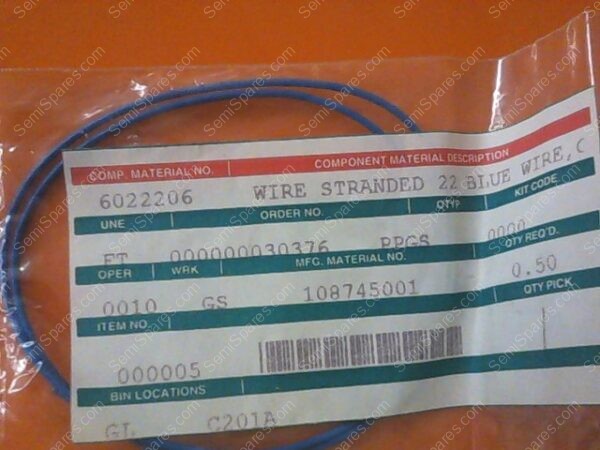 COMP. MATERIAL NO. COMPONENT MATERIAL DESCRIPTION
6022206 WIRE STRANDED 22 BLUE WIRE, C
UNE ORDER NO. QTYP KIT CODE
FT 000000030376 PPGS 0000
OPER WRK MFG. MATERIAL NO. QTY REQ'D.
0010 GS 108745001 0.50
ITEM NO. QTY PICK
000005
BIN LOCATIONS
GL C201A
SemiSpares.com